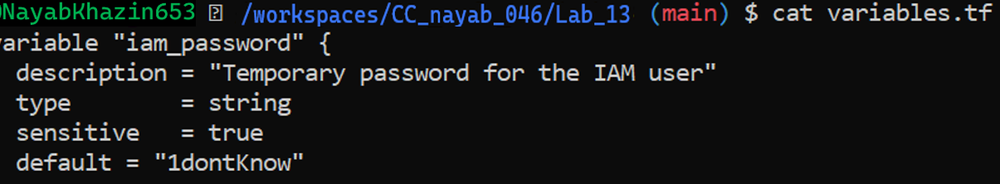 @NayabKhazin653 /workspaces/CC_nayab_046/Lab_13 (main) $ cat variables.tf
variable "iam_password" {
  description = "Temporary password for the IAM user"
  type        = string
  sensitive   = true
  default = "1dontKnow"